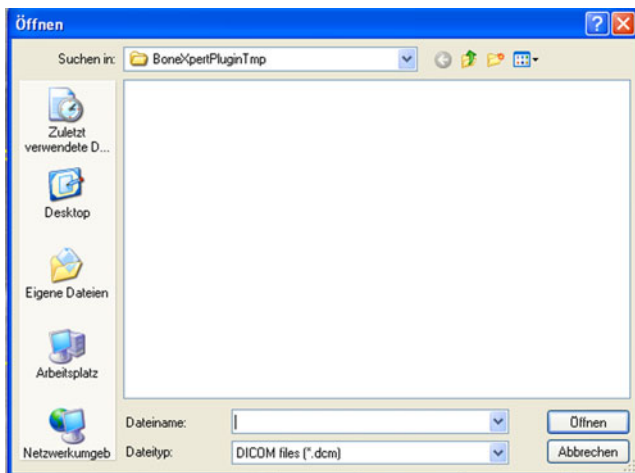 Öffnen
Suchen in: BoneXpertPluginTmp
Zuletzt
verwendete D...
Desktop
Eigene Dateien
Arbeitsplatz
Netzwerkumgeb
Dateiname:
Öffnen
Dateityp: DICOM files (*.dcm)
Abbrechen